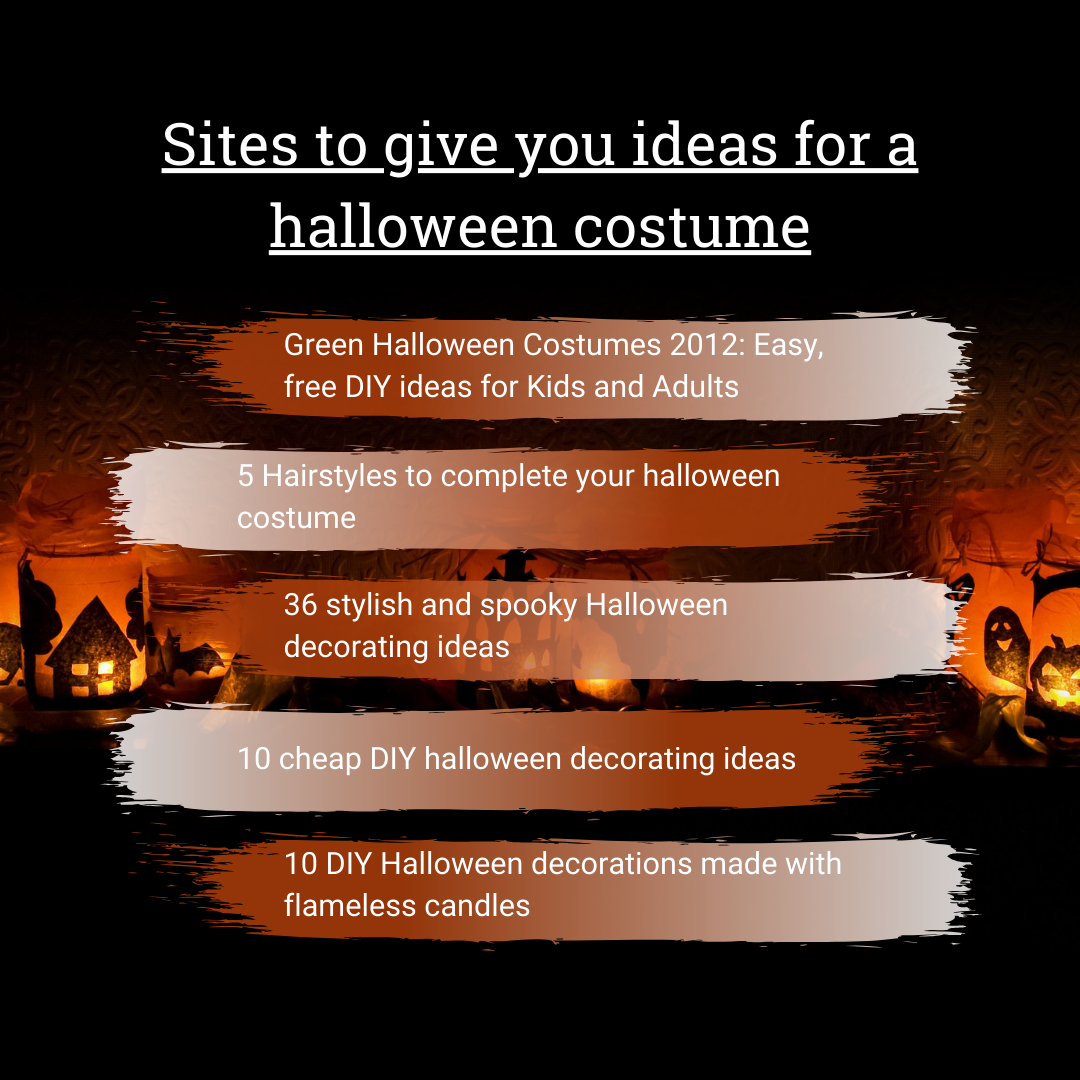 Sites to give you ideas for a
halloween costume
Green Halloween Costumes 2012: Easy,
free DIY ideas for Kids and Adults
5 Hairstyles to complete your halloween
costume
36 stylish and spooky Halloween
decorating ideas
10 cheap DIY halloween decorating ideas
10 DIY Halloween decorations made with
flameless candles